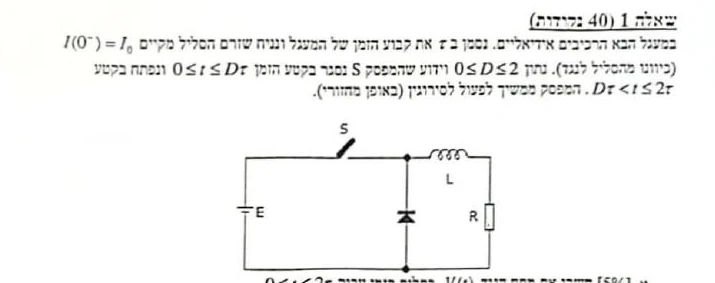 שאלה 1 (40 נקודות)
במעגל הבא הרכיבים אידיאליים. נסמן ב τ את קבוע הזמן של המעגל ונניח שזרם הסליל מקיים I(0⁻) = I₀
(כיוונו מהסליל לנגד). נתון 0≤D≤2 וידוע שהמפסק S נסגר בקטע הזמן 0≤t≤Dτ ונפתח בקטע
Dτ<t≤2τ. המפסק ממשיך לפעול לסירוגין (באופן מחזורי).
S
L
E
R
[5%]